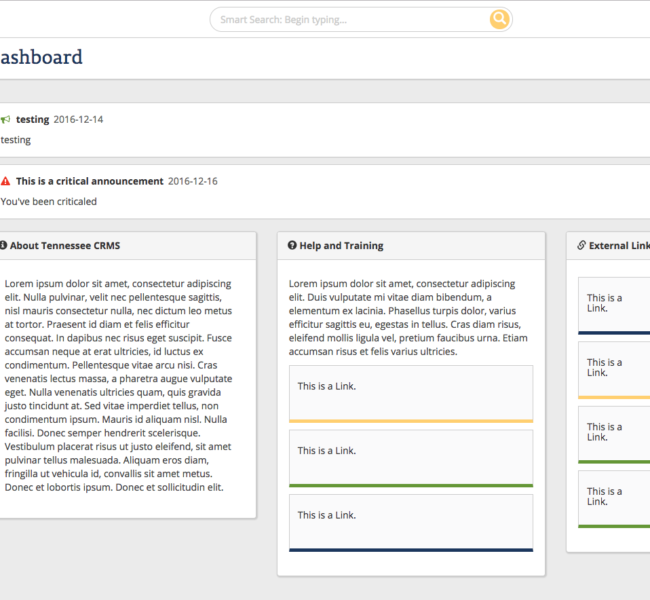 Smart Search: Begin typing...
ashboard
testing 2016-12-14
testing
This is a critical announcement 2016-12-16
You've been criticaled
About Tennessee CRMS
Lorem ipsum dolor sit amet, consectetur adipiscing
elit. Nulla pulvinar, velit nec pellentesque sagittis,
nisl mauris consectetur nulla, nec dictum leo metus
at tortor. Praesent id diam et felis efficitur
consequat. In dapibus nec risus eget suscipit. Fusce
accumsan neque at erat ultricies, id luctus ex
condimentum. Pellentesque vitae arcu nisi. Cras
venenatis lectus massa, a pharetra augue vulputate
eget. Nulla venenatis ultricies quam, quis gravida
justo tincidunt at. Sed vitae imperdiet tellus, non
condimentum ipsum. Mauris id aliquam nisl. Nulla
facilisi. Donec semper hendrerit scelerisque.
Vestibulum placerat risus ut justo eleifend, sit amet
pulvinar tellus malesuada. Aliquam eros diam,
fringilla ut vehicula id, convallis sit amet metus.
Donec et lobortis ipsum. Donec et sollicitudin elit.
Help and Training
Lorem ipsum dolor sit amet, consectetur adipiscing
elit. Duis vulputate mi vitae diam bibendum, a
elementum ex lacinia. Phasellus turpis dolor, varius
efficitur sagittis eu, egestas in tellus. Cras diam risus,
eleifend mollis ligula vel, pretium faucibus urna. Etiam
accumsan risus et felis varius ultricies.
This is a Link.
This is a Link.
This is a Link.
External Link
This is a
Link.
This is a
Link.
This is a
Link.
This is a
Link.